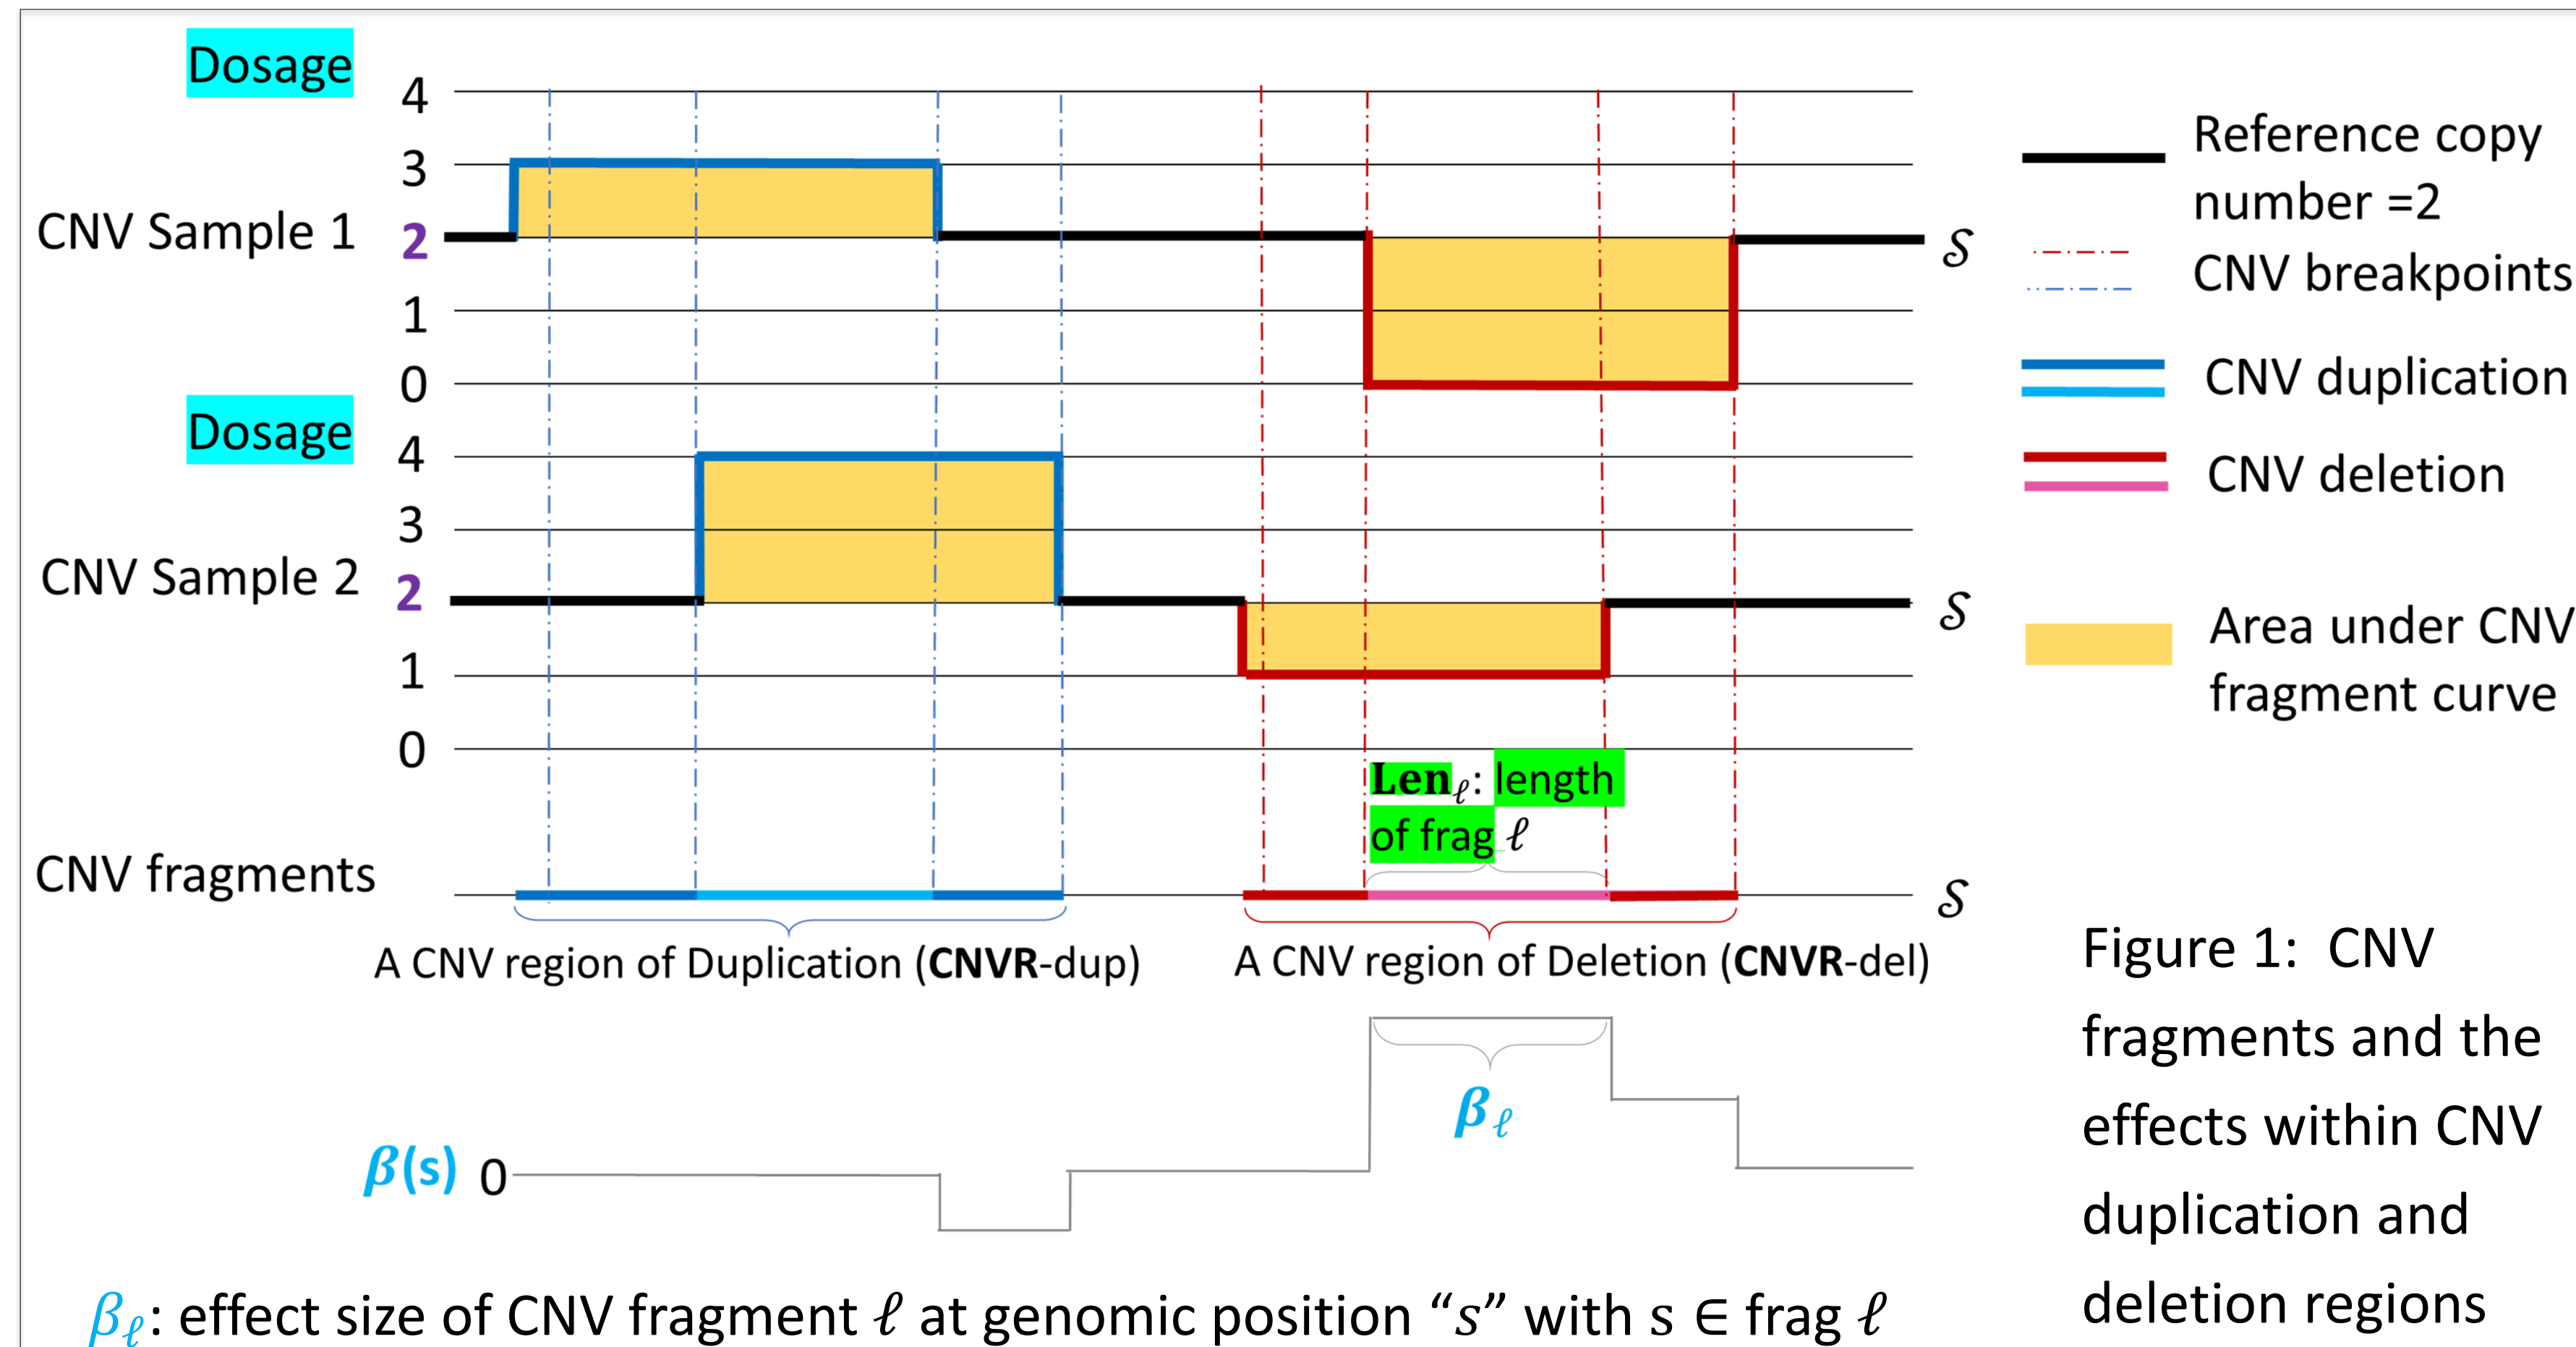 Dosage
4
3
CNV Sample 1 2
1
0
Dosage
4
3
CNV Sample 2 2
1
0
𝒮
𝒮
Len ℓ: length
of frag ℓ
CNV fragments
𝒮
A CNV region of Duplication (CNVR-dup)
A CNV region of Deletion (CNVR-del)
β ℓ
β(s) 0
βℓ: effect size of CNV fragment ℓ at genomic position “s” with s ∈ frag ℓ
Reference copy
number =2
CNV breakpoints
CNV duplication
CNV deletion
Area under CNV
fragment curve
Figure 1: CNV
fragments and the
effects within CNV
duplication and
deletion regions